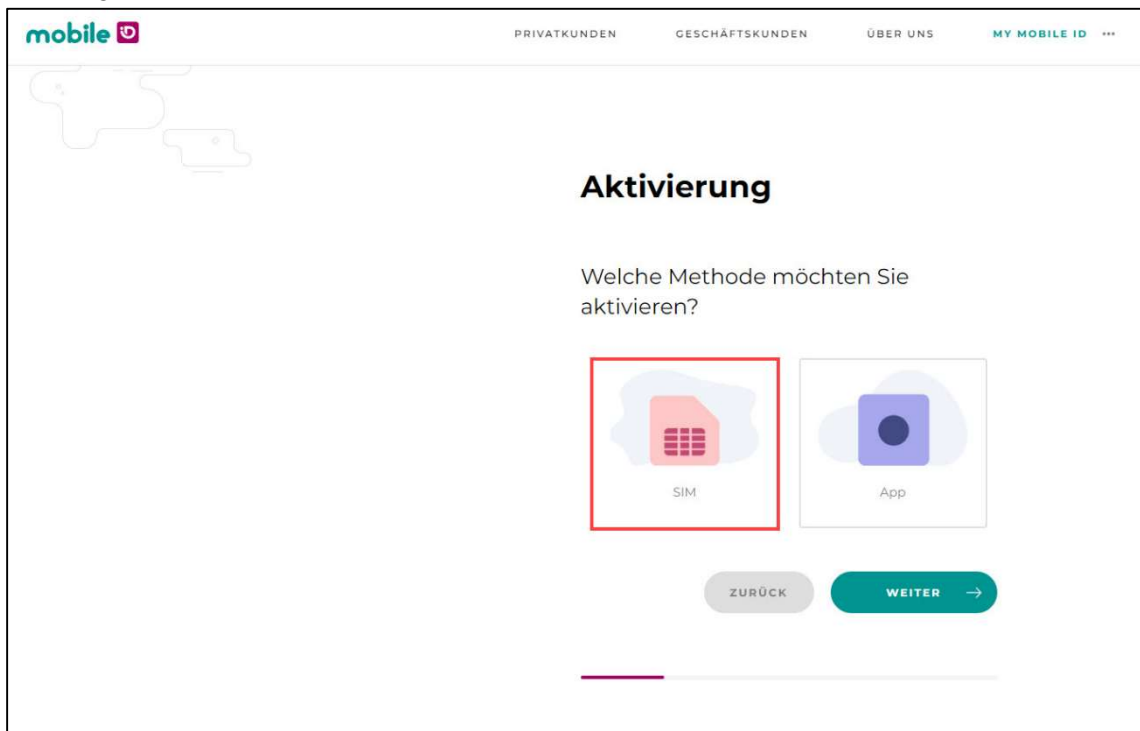 mobile iD
PRIVATKUNDEN GESCHÄFTSKUNDEN ÜBER UNS MY MOBILE ID •••
Aktivierung
Welche Methode möchten Sie
aktivieren?
SIM App
ZURÜCK WEITER →